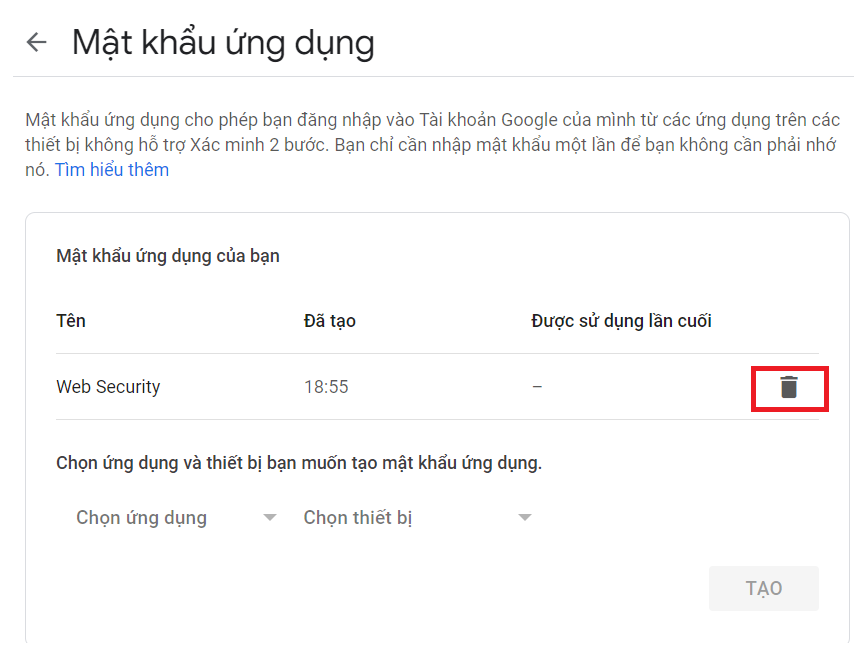 Mật khẩu ứng dụng
Mật khẩu ứng dụng cho phép bạn đăng nhập vào Tài khoản Google của mình từ các ứng dụng trên các
thiết bị không hỗ trợ Xác minh 2 bước. Bạn chỉ cần nhập mật khẩu một lần để bạn không cần phải nhớ
nó. Tìm hiểu thêm
Mật khẩu ứng dụng của bạn
Tên Đã tạo Được sử dụng lần cuối
Web Security 18:55 –
Chọn ứng dụng và thiết bị bạn muốn tạo mật khẩu ứng dụng.
Chọn ứng dụng Chọn thiết bị
TẠO